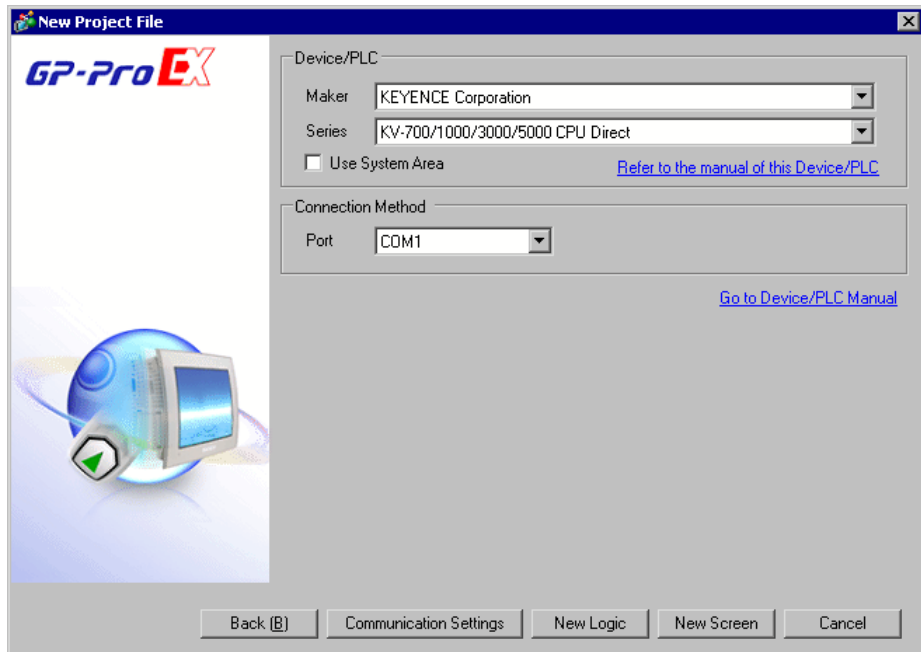 New Project File
GP-Pro EX
Device/PLC
Maker KEYENCE Corporation
Series KV-700/1000/3000/5000 CPU Direct
Use System Area Refer to the manual of this Device/PLC
Connection Method
Port COM1
Go to Device/PLC Manual
Back (B) Communication Settings New Logic New Screen Cancel